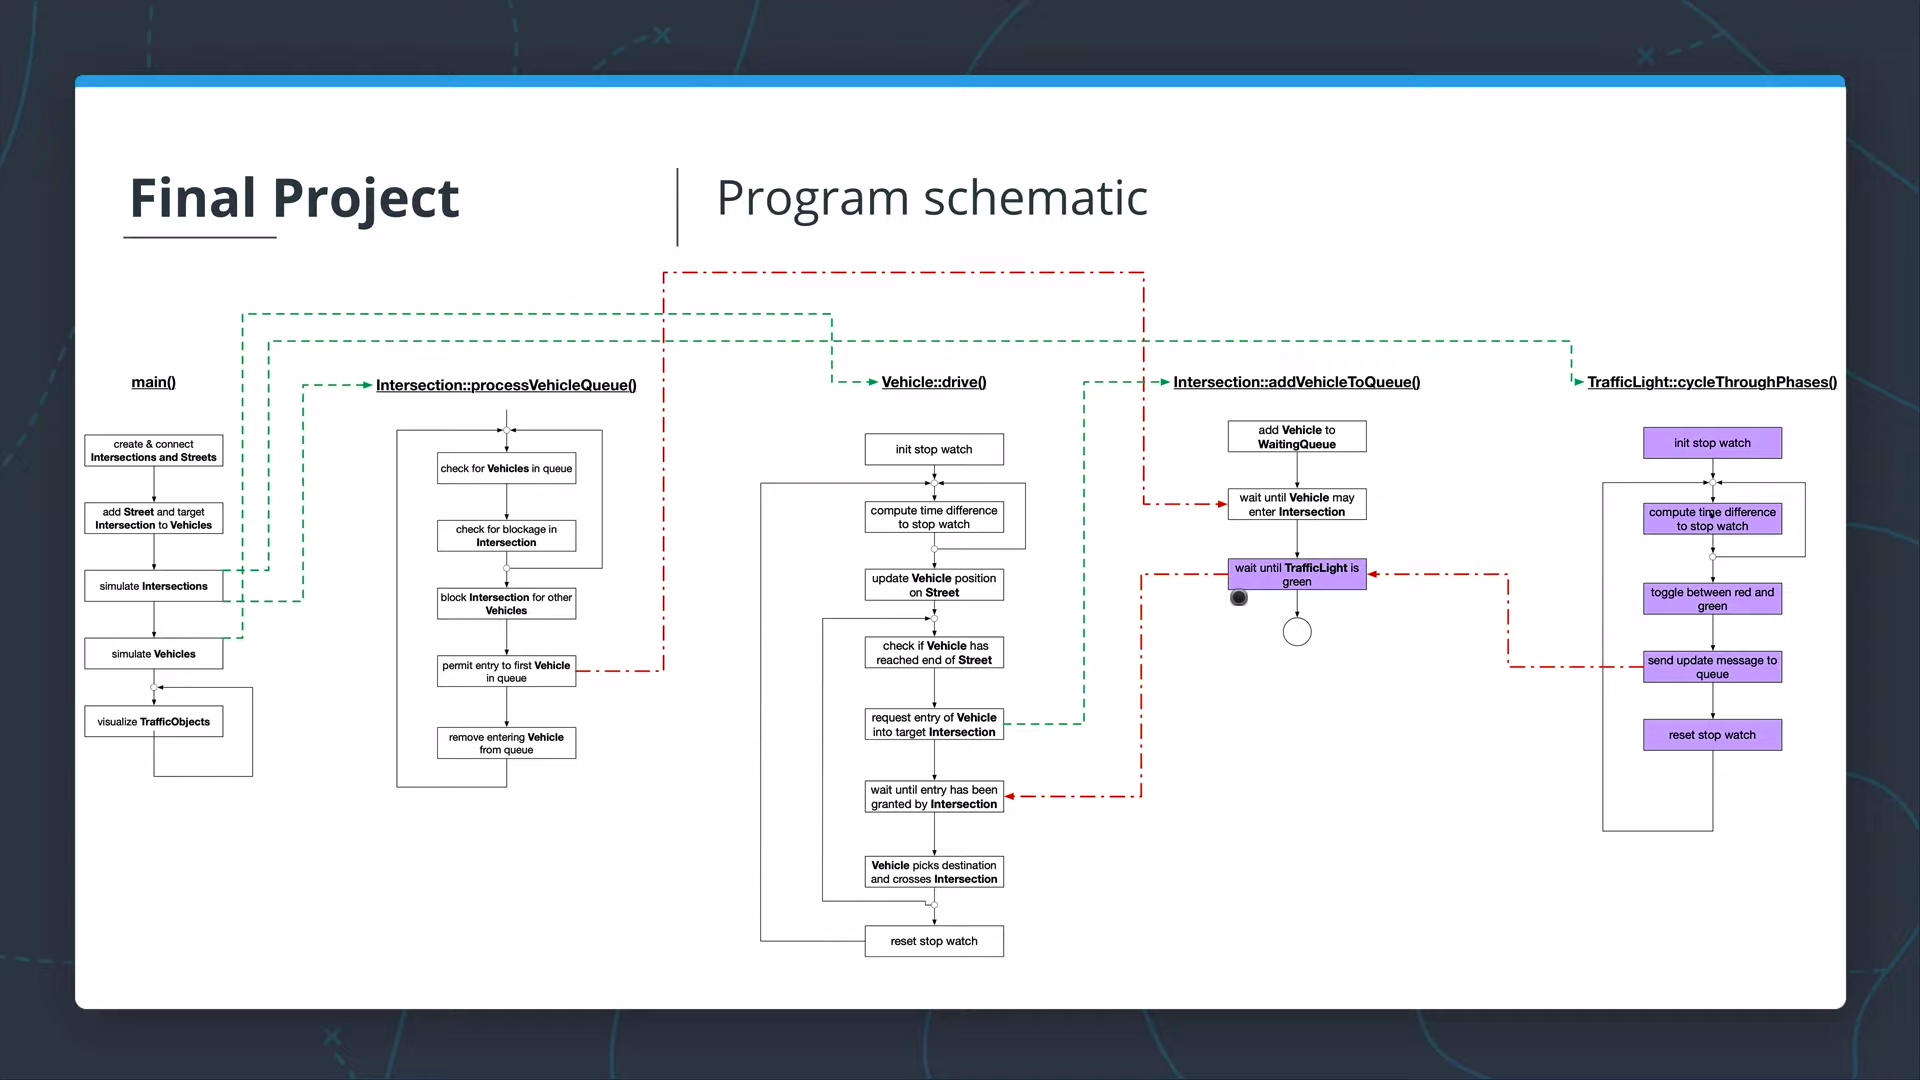 Final Project
Program schematic
main()
create & connect
Intersections and Streets
add Street and target
Intersection to Vehicles
simulate Intersections
simulate Vehicles
visualize TrafficObjects
Intersection::processVehicleQueue()
check for Vehicles in queue
check for blockage in
Intersection
block Intersection for other
Vehicles
permit entry to first Vehicle
in queue
remove entering Vehicle
from queue
Vehicle::drive()
init stop watch
compute time difference
to stop watch
update Vehicle position
on Street
check if Vehicle has
reached end of Street
request entry of Vehicle
into target Intersection
wait until entry has been
granted by Intersection
Vehicle picks destination
and crosses Intersection
reset stop watch
Intersection::addVehicleToQueue()
add Vehicle to
WaitingQueue
wait until Vehicle may
enter Intersection
wait until TrafficLight is
green
TrafficLight::cycleThroughPhases()
init stop watch
compute time difference
to stop watch
toggle between red and
green
send update message to
queue
reset stop watch